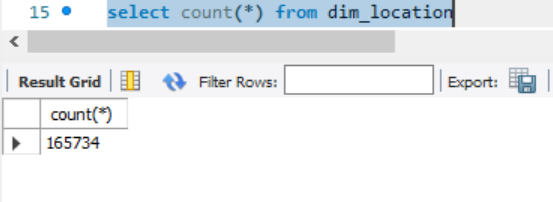 15 select count(*) from dim_location
Result Grid Filter Rows: Export:
count(*)
165734